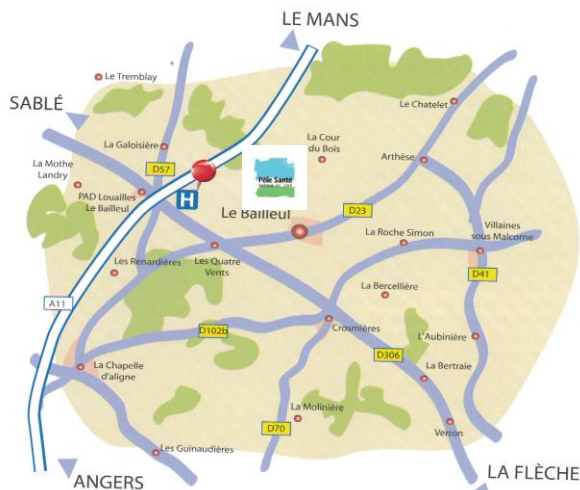 LE MANS
Le Tremblay
SABLÉ
Le Chatelet
La Galoisière
La Cour
du Bois
Arthèse
La Mothe
Landry
D57
PAD Louailles
Le Bailleul
H
Pôle Santé
Le Bailleul
D23
La Roche Simon
Villaines
sous Malcorne
Les Renardières
Les Quatre
Vents
D41
La Bercellière
A11
D102b
Crosmières
L'Aubinière
D306
La Chapelle
d'aligne
La Bertraie
La Molinière
D70
Verron
Les Guinaudières
ANGERS
LA FLÈCHE